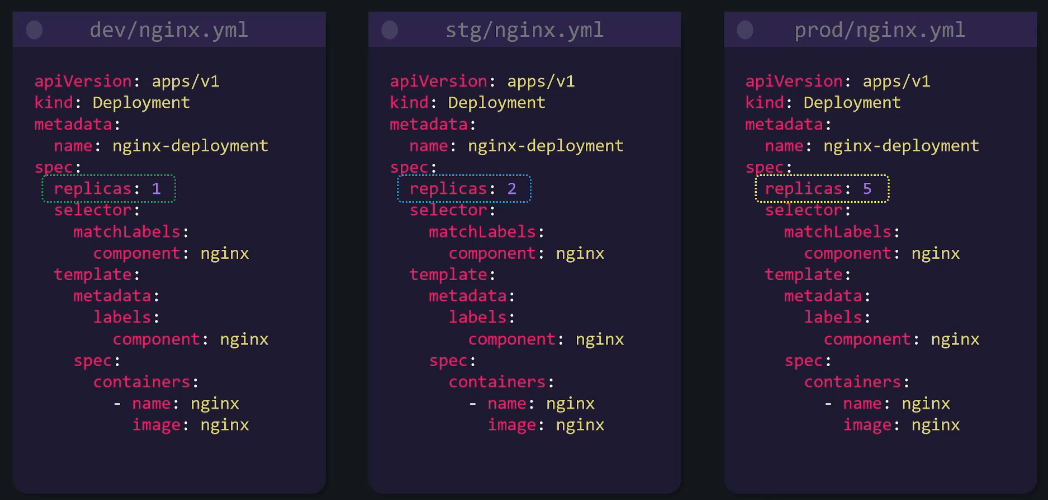 dev/nginx.yml
apiVersion: apps/v1
kind: Deployment
metadata:
  name: nginx-deployment
spec:
  replicas: 1
  selector:
    matchLabels:
      component: nginx
  template:
    metadata:
      labels:
        component: nginx
    spec:
      containers:
        - name: nginx
          image: nginx
stg/nginx.yml
apiVersion: apps/v1
kind: Deployment
metadata:
  name: nginx-deployment
spec:
  replicas: 2
  selector:
    matchLabels:
      component: nginx
  template:
    metadata:
      labels:
        component: nginx
    spec:
      containers:
        - name: nginx
          image: nginx
prod/nginx.yml
apiVersion: apps/v1
kind: Deployment
metadata:
  name: nginx-deployment
spec:
  replicas: 5
  selector:
    matchLabels:
      component: nginx
  template:
    metadata:
      labels:
        component: nginx
    spec:
      containers:
        - name: nginx
          image: nginx